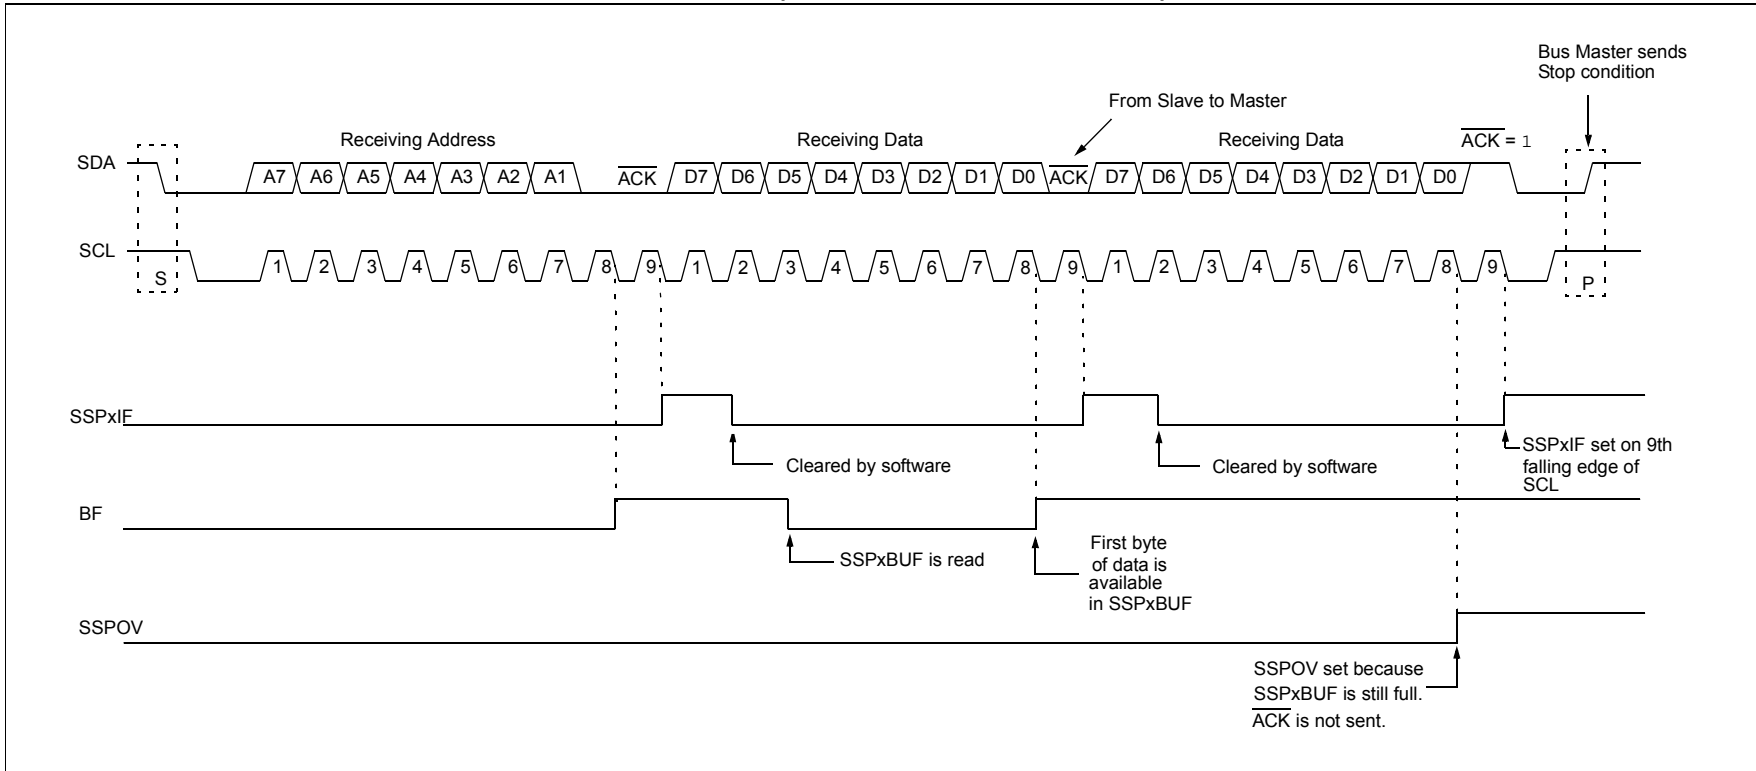 Bus Master sends
Stop condition
From Slave to Master
Receiving Address
Receiving Data
Receiving Data
ACK = 1
SDA
A7 A6 A5 A4 A3 A2 A1 ACK D7 D6 D5 D4 D3 D2 D1 D0 ACK D7 D6 D5 D4 D3 D2 D1 D0
SCL
1 2 3 4 5 6 7 8 9 1 2 3 4 5 6 7 8 9 1 2 3 4 5 6 7 8 9
S
P
SSPxIF
Cleared by software
Cleared by software
SSPxIF set on 9th
falling edge of
SCL
BF
SSPxBUF is read
First byte
of data is
available
in SSPxBUF
SSPOV
SSPOV set because
SSPxBUF is still full.
ACK is not sent.